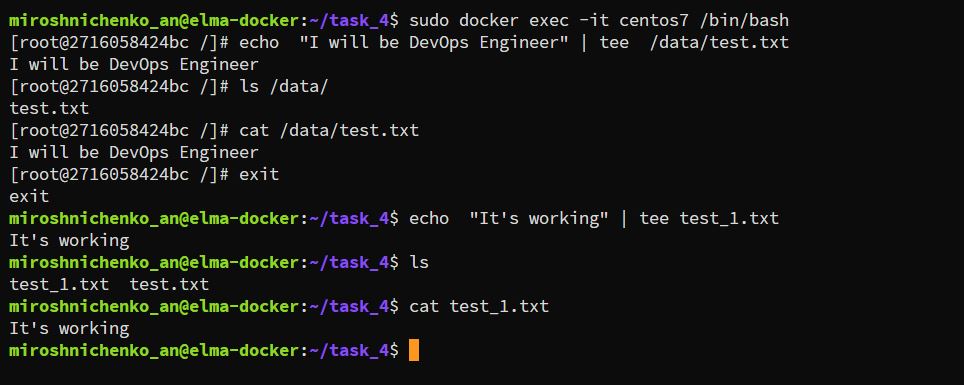 miroshnichenko_an@elma-docker:~/task_4$ sudo docker exec -it centos7 /bin/bash
[root@2716058424bc /]# echo  "I will be DevOps Engineer" | tee  /data/test.txt
I will be DevOps Engineer
[root@2716058424bc /]# ls /data/
test.txt
[root@2716058424bc /]# cat /data/test.txt
I will be DevOps Engineer
[root@2716058424bc /]# exit
exit
miroshnichenko_an@elma-docker:~/task_4$ echo  "It's working" | tee test_1.txt
It's working
miroshnichenko_an@elma-docker:~/task_4$ ls
test_1.txt  test.txt
miroshnichenko_an@elma-docker:~/task_4$ cat test_1.txt
It's working
miroshnichenko_an@elma-docker:~/task_4$